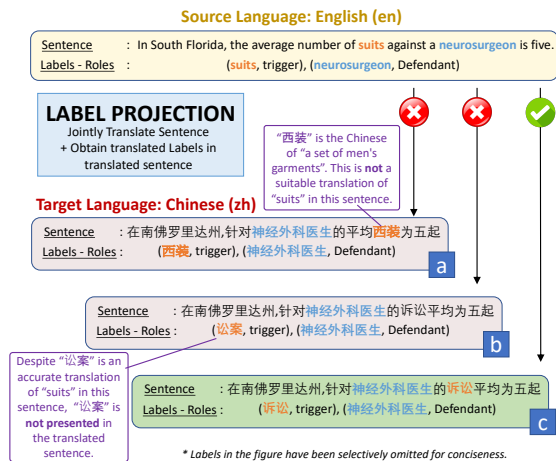 Source Language: English (en)
Sentence : In South Florida, the average number of suits against a neurosurgeon is five.
Labels - Roles : (suits, trigger), (neurosurgeon, Defendant)
LABEL PROJECTION
Jointly Translate Sentence
+ Obtain translated Labels in
translated sentence
“西装” is the Chinese
of “a set of men's
garments”. This is not a
suitable translation of
“suits” in this sentence.
Target Language: Chinese (zh)
Sentence : 在南佛罗里达州,针对神经外科医生的平均西装为五起
Labels - Roles : (西装, trigger), (神经外科医生, Defendant)
a
Sentence : 在南佛罗里达州,针对神经外科医生的诉讼平均为五起
Labels - Roles : (讼案, trigger), (神经外科医生, Defendant)
b
Despite “讼案” is an
accurate translation
of “suits” in this
sentence, “讼案” is
not presented in
the translated
sentence.
Sentence : 在南佛罗里达州,针对神经外科医生的诉讼平均为五起
Labels - Roles : (诉讼, trigger), (神经外科医生, Defendant)
c
* Labels in the figure have been selectively omitted for conciseness.